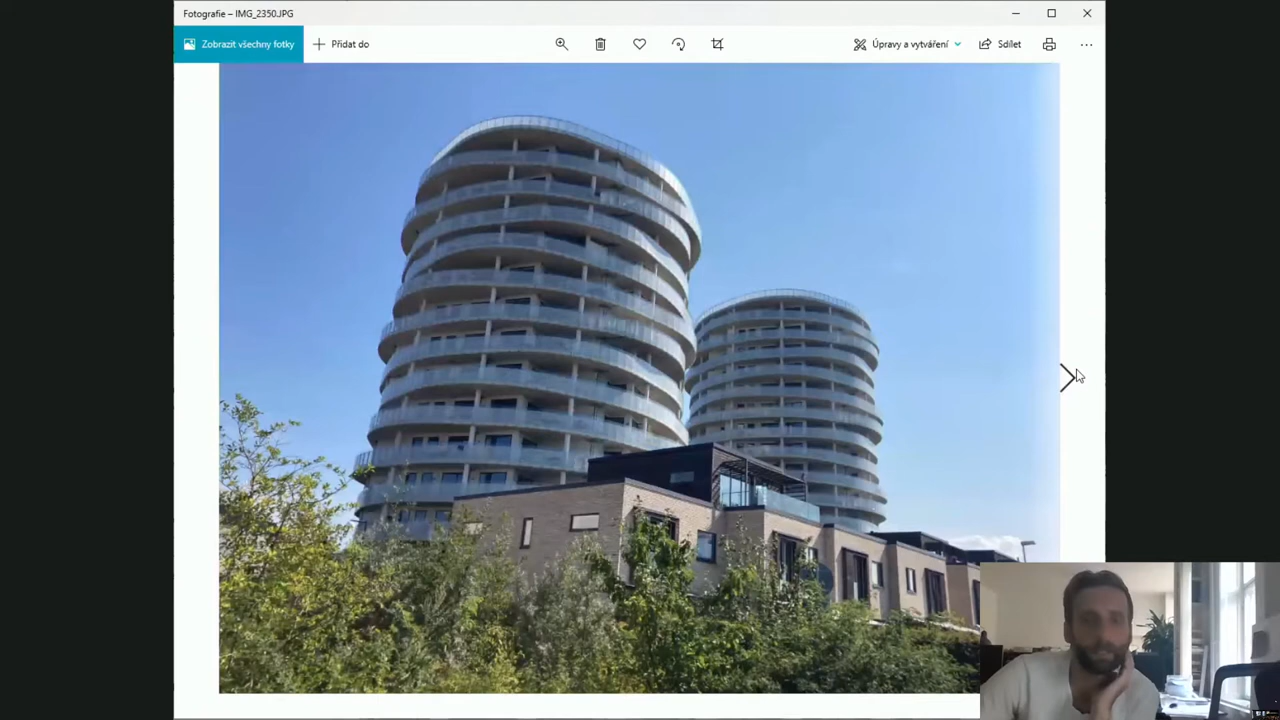 Fotografie – IMG_2350.JPG
Zobrazit všechny fotky
Přidat do
Úpravy a vytváření
Sdílet